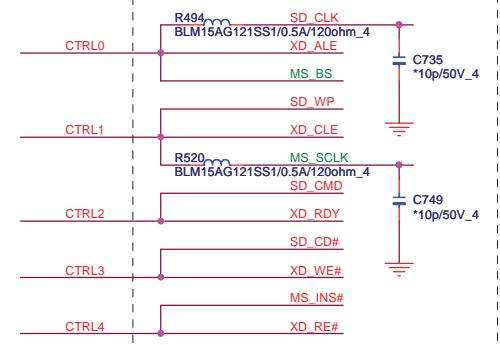 R494 SD_CLK
BLM15AG121SS1/0.5A/120ohm_4
CTRL0 XD_ALE
C735
*10p/50V_4
MS_BS
SD_WP
CTRL1 XD_CLE
R520 MS_SCLK
BLM15AG121SS1/0.5A/120ohm_4
SD_CMD
C749
*10p/50V_4
CTRL2 XD_RDY
SD_CD#
CTRL3 XD_WE#
MS_INS#
CTRL4 XD_RE#